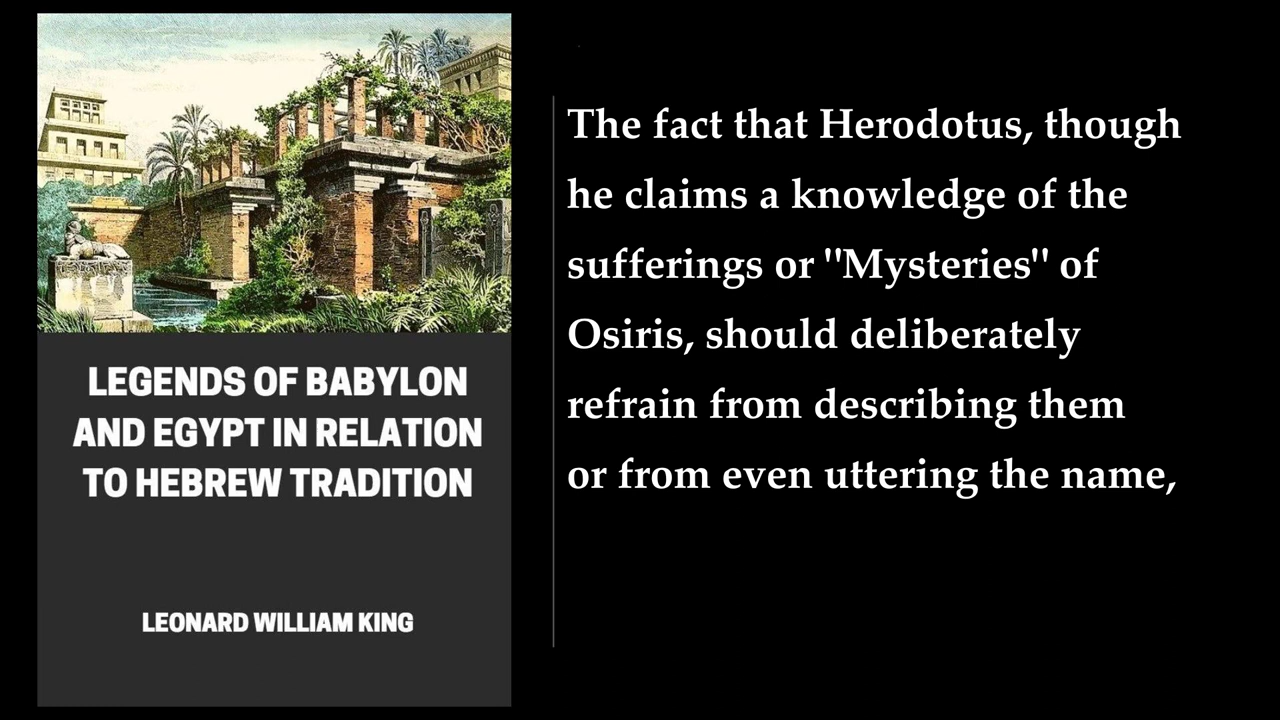 LEGENDS OF BABYLON
AND EGYPT IN RELATION
TO HEBREW TRADITION
LEONARD WILLIAM KING
The fact that Herodotus, though
he claims a knowledge of the
sufferings or "Mysteries" of
Osiris, should deliberately
refrain from describing them
or from even uttering the name,